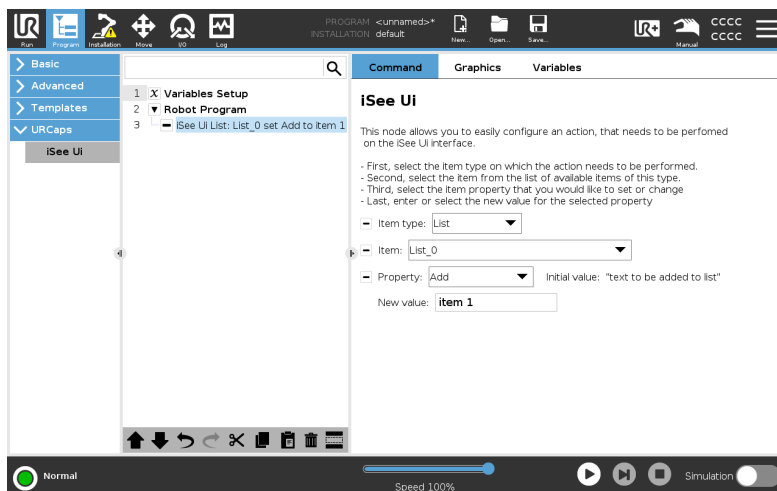 PROGRAM <unnamed>*
INSTALLATION default
UR
UR+
CCCC
CCCC
Run
Program
Installation
Move
I/O
Log
New...
Open...
Save...
Manual
Basic
Advanced
Templates
URCaps
iSee Ui
1 X Variables Setup
2 Robot Program
3 iSee Ui List: List_0 set Add to item 1
Command Graphics Variables
iSee Ui
This node allows you to easily configure an action, that needs to be perfomed
on the iSee Ui interface.
- First, select the item type on which the action needs to be performed.
- Second, select the item from the list of available items of this type.
- Third, select the item property that you would like to set or change
- Last, enter or select the new value for the selected property
Item type: List
Item: List_0
Property: Add Initial value: "text to be added to list"
New value: item 1
Normal
Speed 100%
Simulation